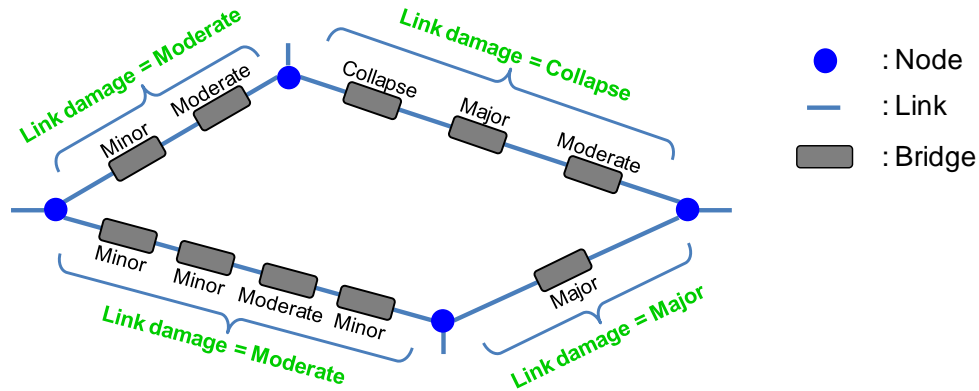 Link damage = Moderate
Minor
Moderate
Link damage = Collapse
Collapse
Major
Moderate
: Node
: Link
: Bridge
Minor
Minor
Moderate
Minor
Link damage = Moderate
Major
Link damage = Major